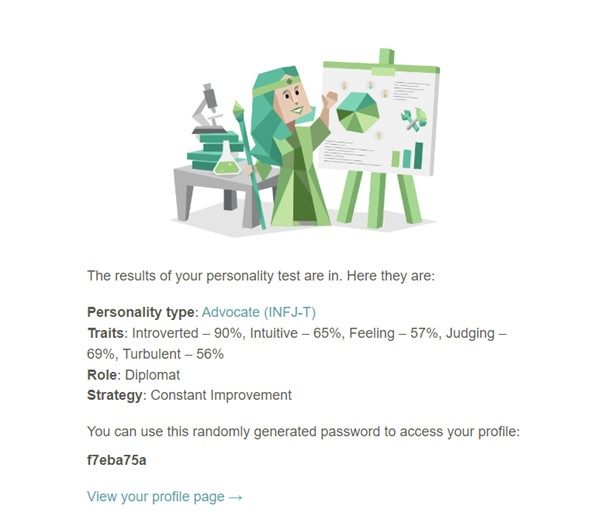 The results of your personality test are in. Here they are:
Personality type: Advocate (INFJ-T)
Traits: Introverted – 90%, Intuitive – 65%, Feeling – 57%, Judging –
69%, Turbulent – 56%
Role: Diplomat
Strategy: Constant Improvement
You can use this randomly generated password to access your profile:
f7eba75a
View your profile page →